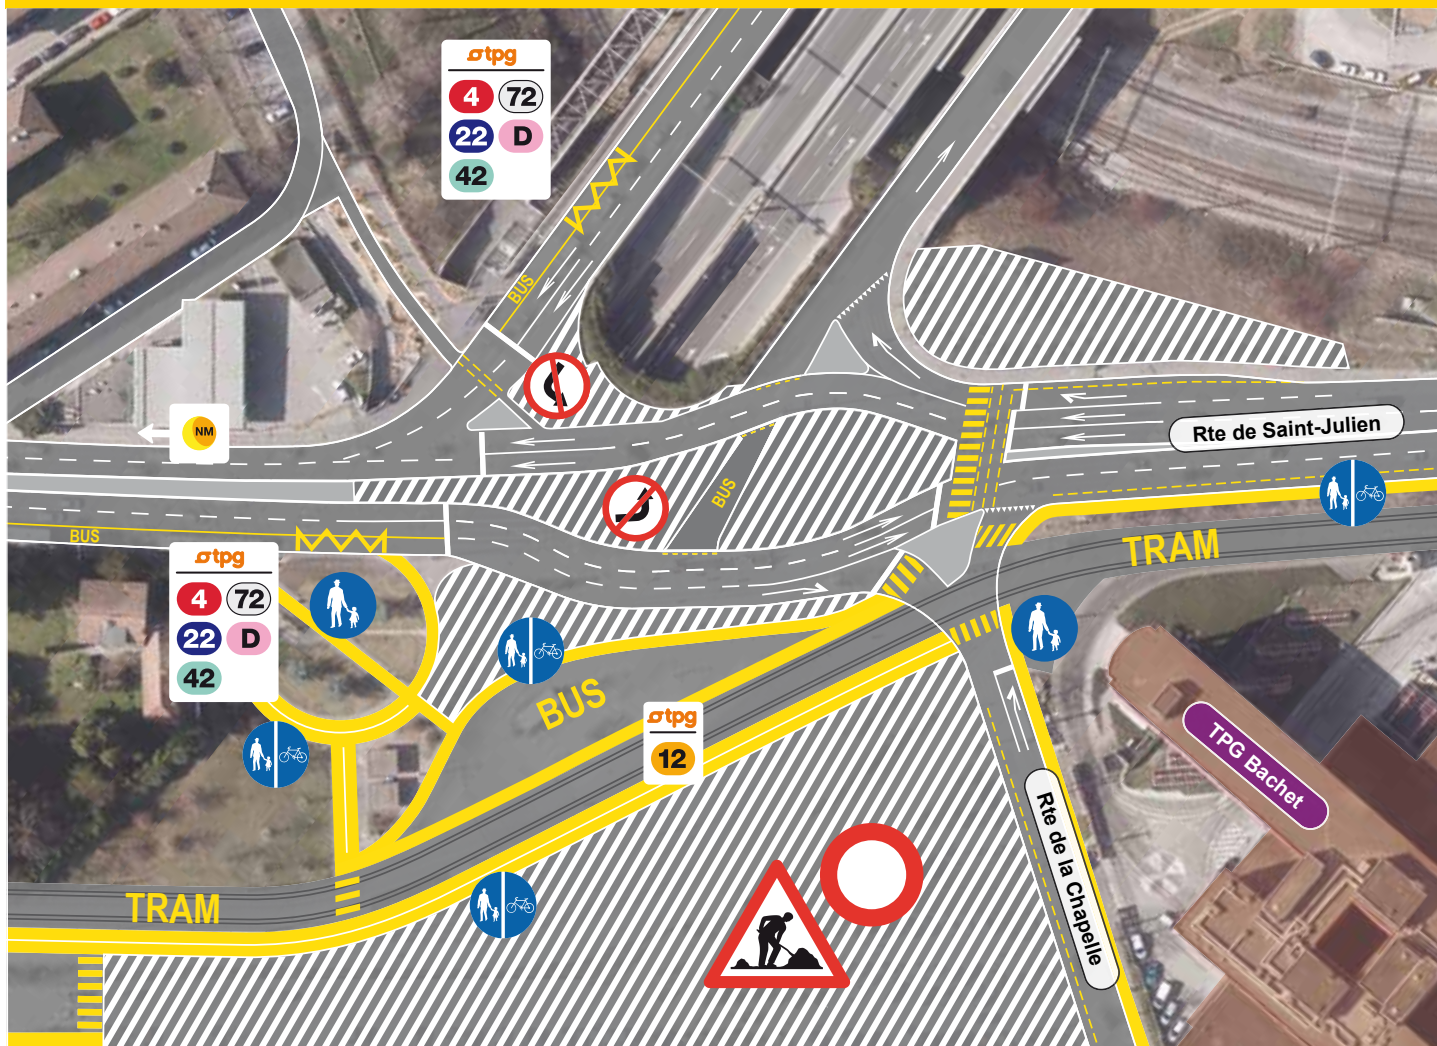 tpg
4 72
22 D
42
BUS
NM
Rte de Saint-Julien
BUS
BUS
TRAM
tpg
4 72
22 D
42
BUS
tpg
12
TPG Bachet
Rte de la Chapelle
TRAM